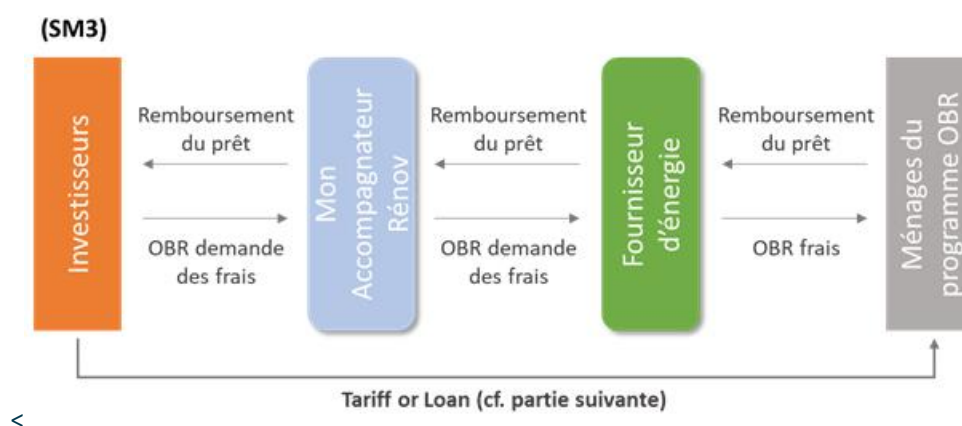 (SM3)
Investisseurs
Remboursement
du prêt
OBR demande
des frais
Mon
Accompagnateur
Rénov
Remboursement
du prêt
OBR demande
des frais
Fournisseur
d'énergie
Remboursement
du prêt
OBR frais
Ménages du
programme OBR
Tariff or Loan (cf. partie suivante)
<